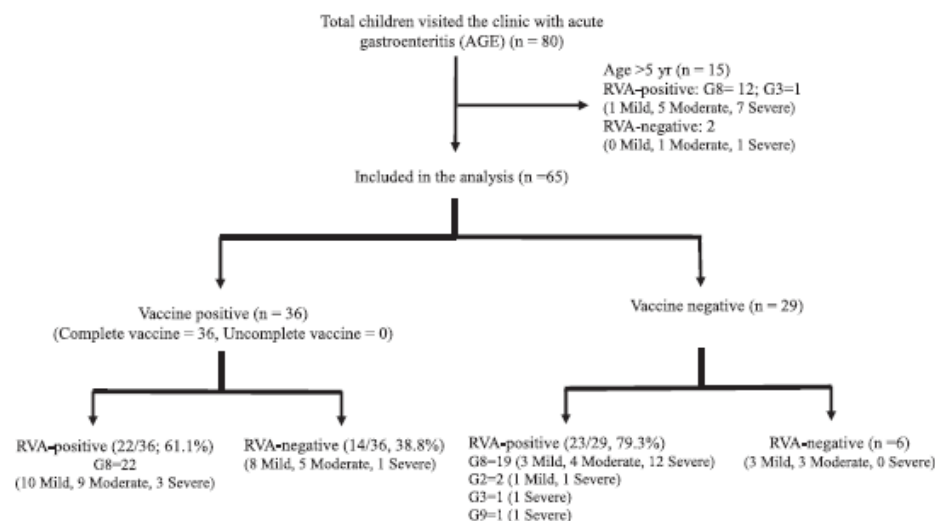 Total children visited the clinic with acute
gastroenteritis (AGE) (n = 80)
Age >5 yr (n = 15)
RVA-positive: G8= 12; G3=1
(1 Mild, 5 Moderate, 7 Severe)
RVA-negative: 2
(0 Mild, 1 Moderate, 1 Severe)
Included in the analysis (n =65)
Vaccine positive (n = 36)
(Complete vaccine = 36, Uncomplete vaccine = 0)
Vaccine negative (n = 29)
RVA-positive (22/36; 61.1%)
G8=22
(10 Mild, 9 Moderate, 3 Severe)
RVA-negative (14/36, 38.8%)
(8 Mild, 5 Moderate, 1 Severe)
RVA-positive (23/29, 79.3%)
G8=19 (3 Mild, 4 Moderate, 12 Severe)
G2=2 (1 Mild, 1 Severe)
G3=1 (1 Severe)
G9=1 (1 Severe)
RVA-negative (n =6)
(3 Mild, 3 Moderate, 0 Severe)